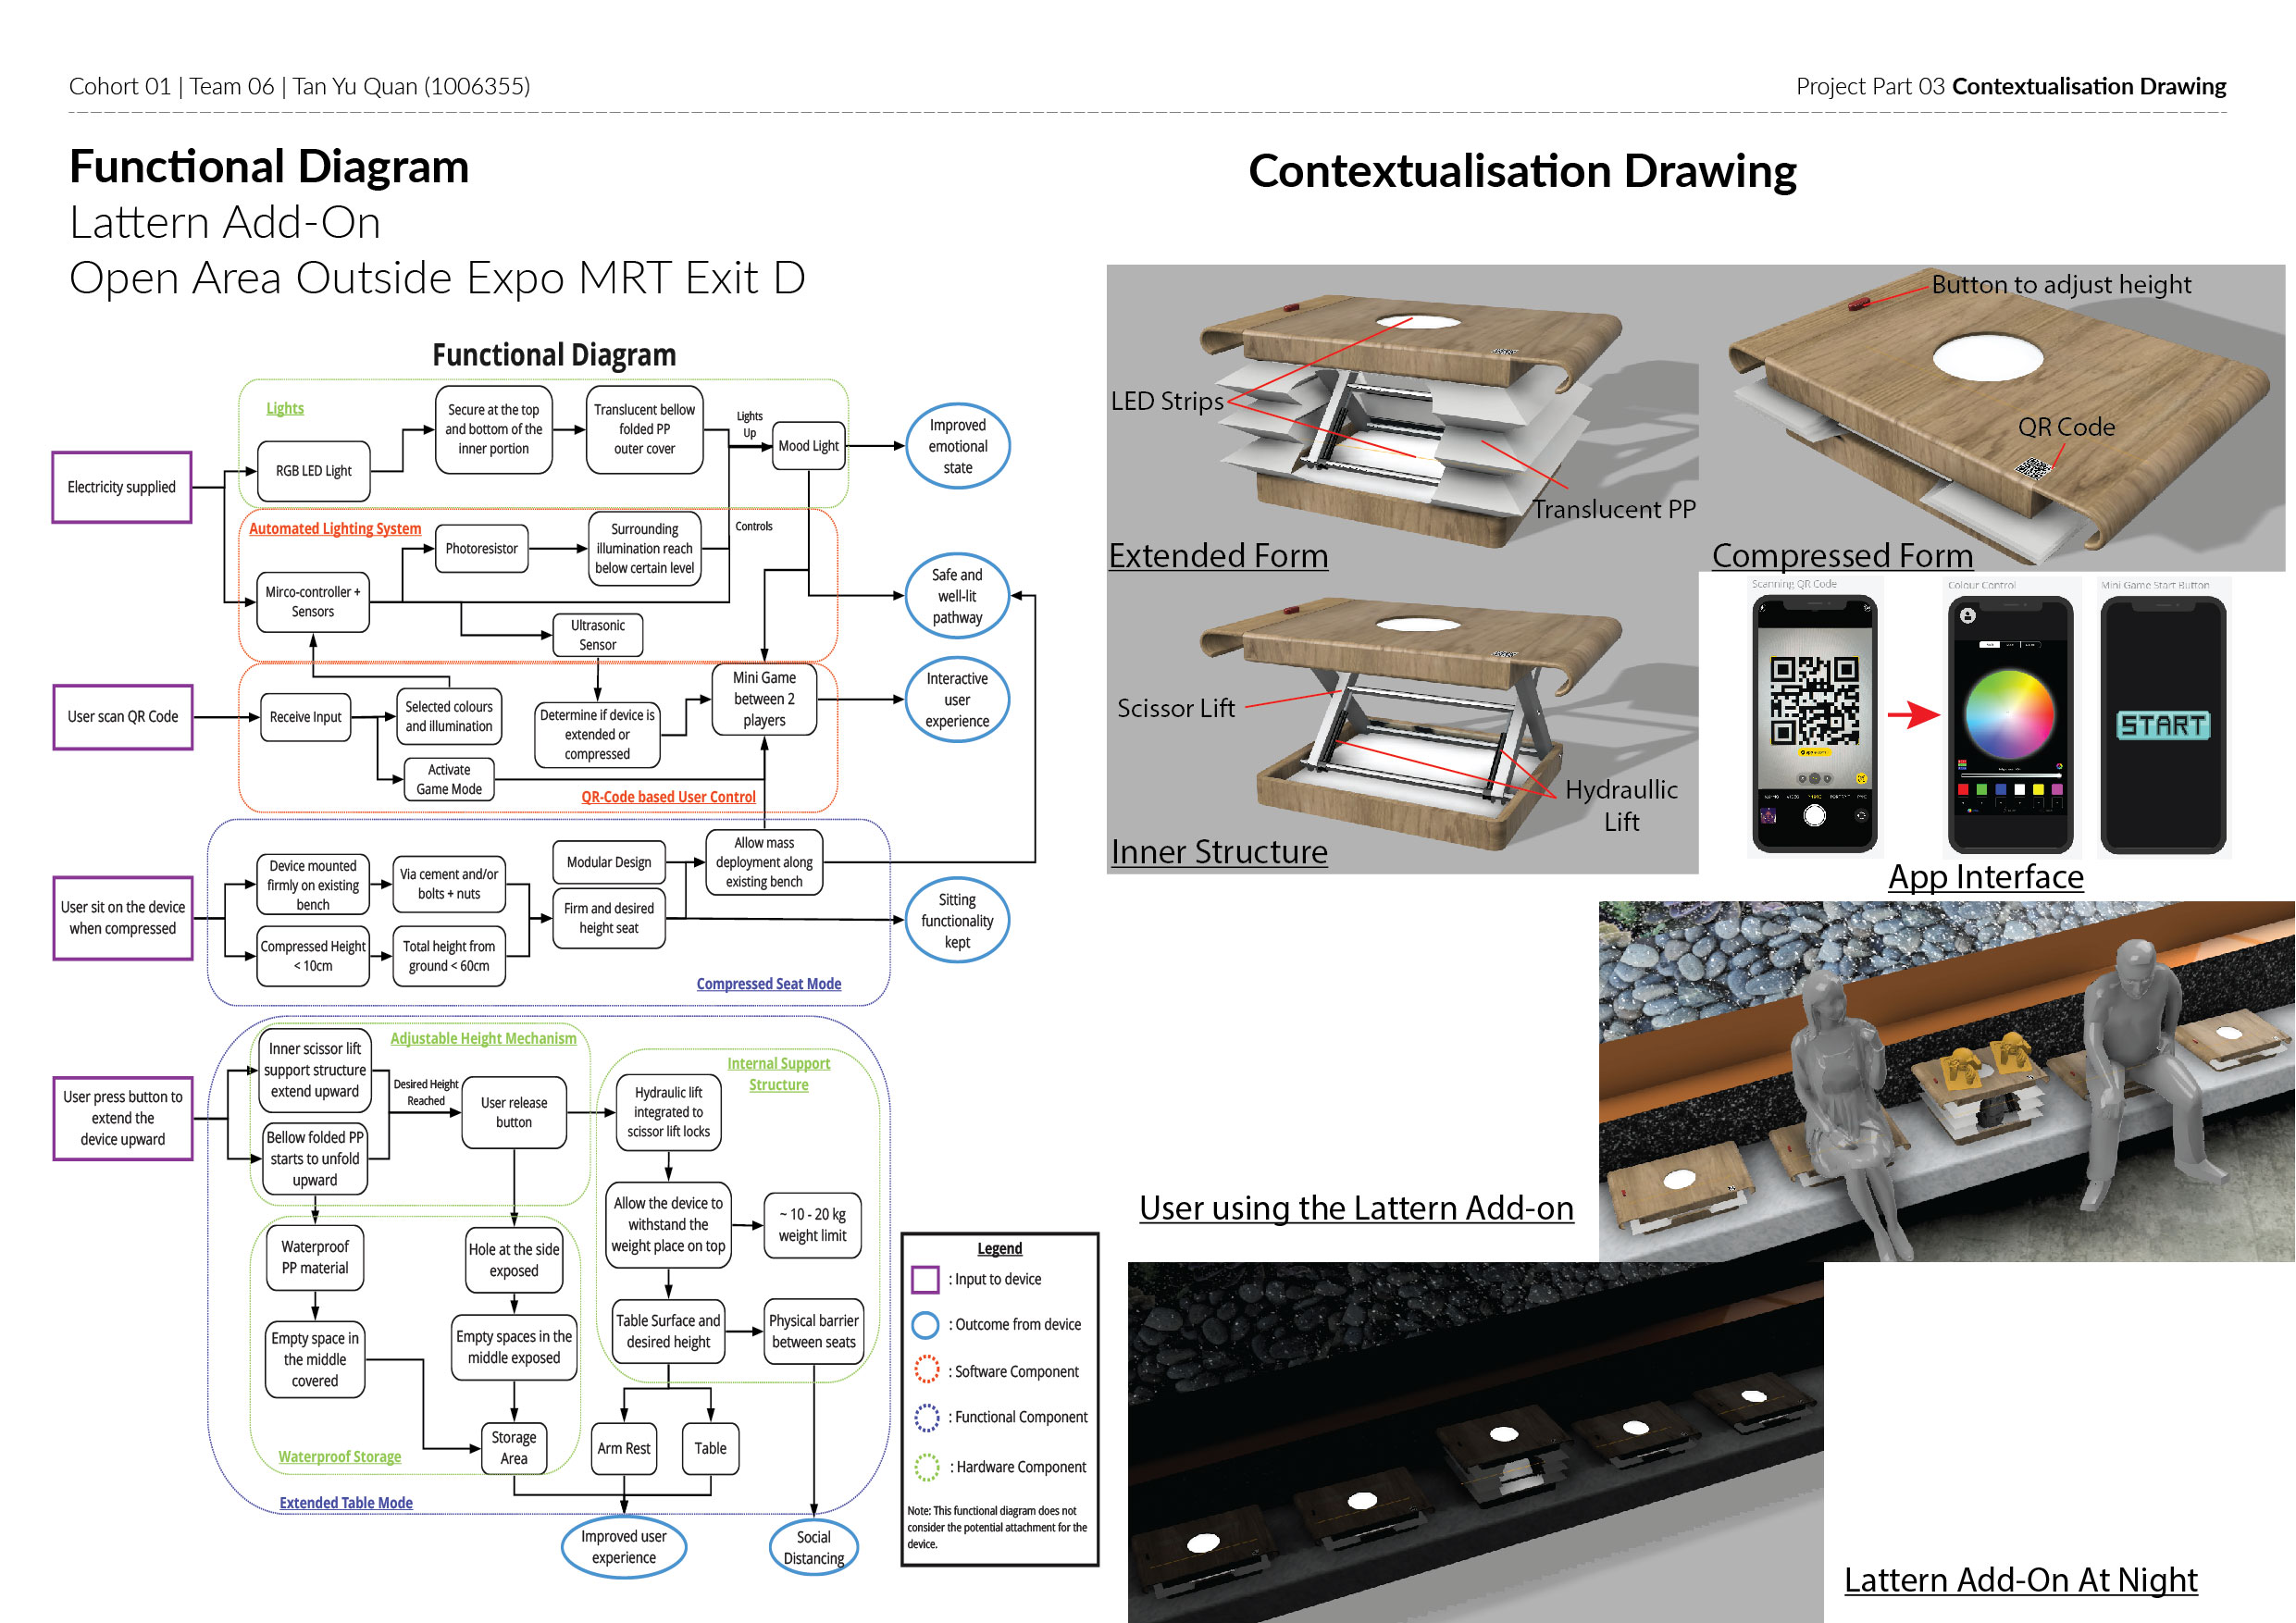 Cohort 01 | Team 06 | Tan Yu Quan (1006355)
Project Part 03 Contextualisation Drawing
Functional Diagram
Lattern Add-On
Open Area Outside Expo MRT Exit D
Functional Diagram
Lights
Electricity supplied
RGB LED Light
Secure at the top
and bottom of the
inner portion
Translucent bellow
folded PP
outer cover
Lights
Up
Mood Light
Improved
emotional
state
Automated Lighting System
Mirco-controller +
Sensors
Photoresistor
Surrounding
illumination reach
below certain level
Controls
Ultrasonic
Sensor
Safe and
well-lit
pathway
User scan QR Code
Receive Input
Selected colours
and illumination
Activate
Game Mode
Determine if device is
extended or
compressed
Mini Game
between 2
players
Interactive
user
experience
QR-Code based User Control
User sit on the device
when compressed
Device mounted
firmly on existing
bench
Via cement and/or
bolts + nuts
Compressed Height
< 10cm
Total height from
ground < 60cm
Modular Design
Firm and desired
height seat
Allow mass
deployment along
existing bench
Sitting
functionality
kept
Compressed Seat Mode
User press button to
extend the
device upward
Adjustable Height Mechanism
Inner scissor lift
support structure
extend upward
Bellow folded PP
starts to unfold
upward
Desired Height
Reached
User release
button
Internal Support
Structure
Hydraulic lift
integrated to
scissor lift locks
Allow the device to
withstand the
weight place on top
~ 10 - 20 kg
weight limit
Table Surface and
desired height
Physical barrier
between seats
Waterproof
PP material
Empty space in
the middle
covered
Hole at the side
exposed
Empty spaces in the
middle exposed
Storage
Area
Waterproof Storage
Arm Rest
Table
Extended Table Mode
Improved user
experience
Social
Distancing
Legend
: Input to device
: Outcome from device
: Software Component
: Functional Component
: Hardware Component
Note: This functional diagram does not
consider the potential attachment for the
device.
Contextualisation Drawing
LED Strips
Translucent PP
Extended Form
Button to adjust height
QR Code
Compressed Form
Scissor Lift
Hydraullic
Lift
Inner Structure
Scanning QR Code
Colour Control
Mini Game Start Button
START
App Interface
User using the Lattern Add-on
Lattern Add-On At Night